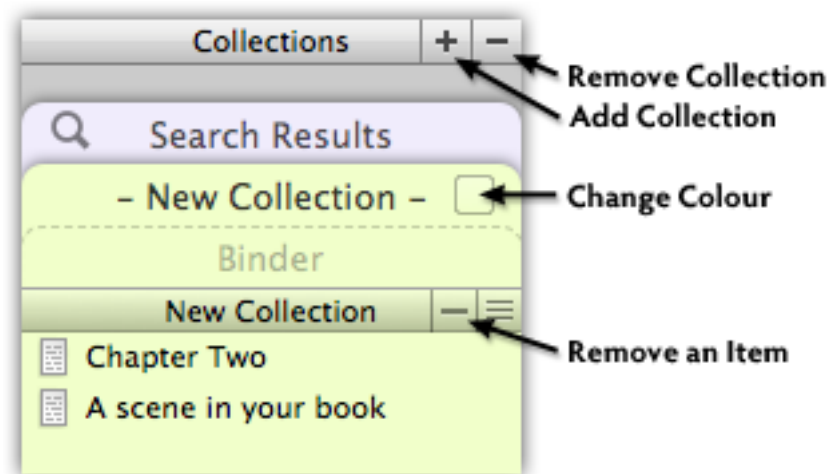 Collections + −
Remove Collection
Add Collection
Search Results
– New Collection –
Change Colour
Binder
New Collection −
Remove an Item
Chapter Two
A scene in your book